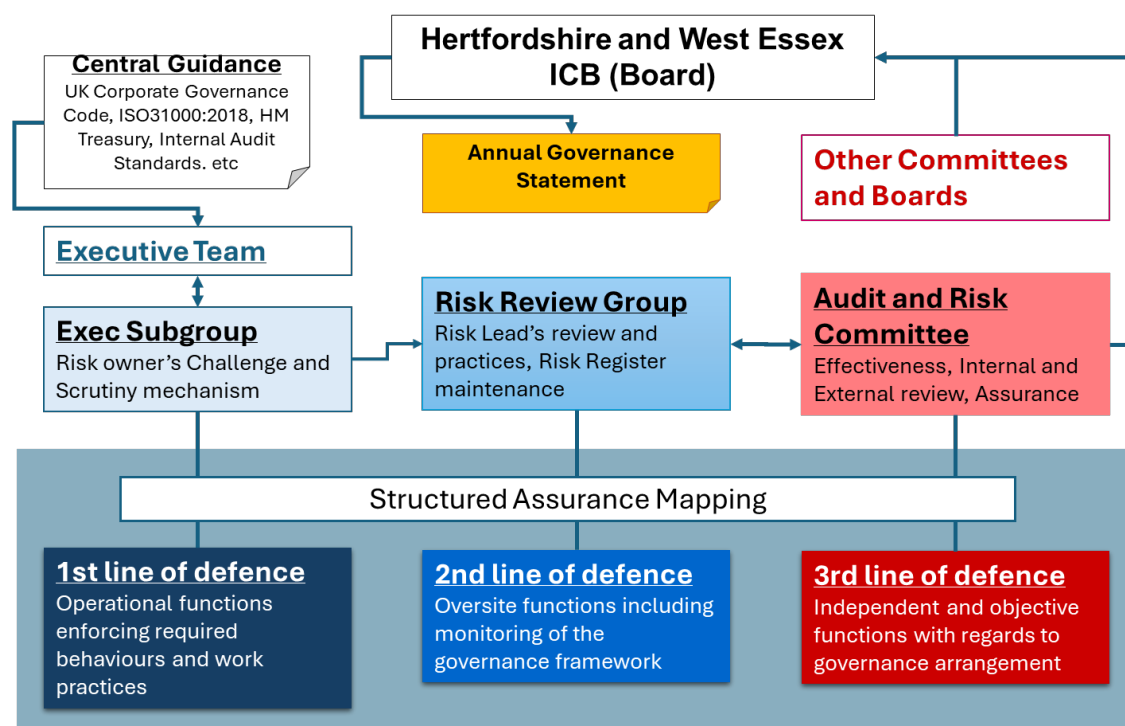 Hertfordshire and West Essex
ICB (Board)
Central Guidance
UK Corporate Governance
Code, ISO31000:2018, HM
Treasury, Internal Audit
Standards. etc
Annual Governance
Statement
Other Committees
and Boards
Executive Team
Exec Subgroup
Risk owner’s Challenge and
Scrutiny mechanism
Risk Review Group
Risk Lead’s review and
practices, Risk Register
maintenance
Audit and Risk
Committee
Effectiveness, Internal and
External review, Assurance
Structured Assurance Mapping
1st line of defence
Operational functions
enforcing required
behaviours and work
practices
2nd line of defence
Oversite functions including
monitoring of the
governance framework
3rd line of defence
Independent and objective
functions with regards to
governance arrangement